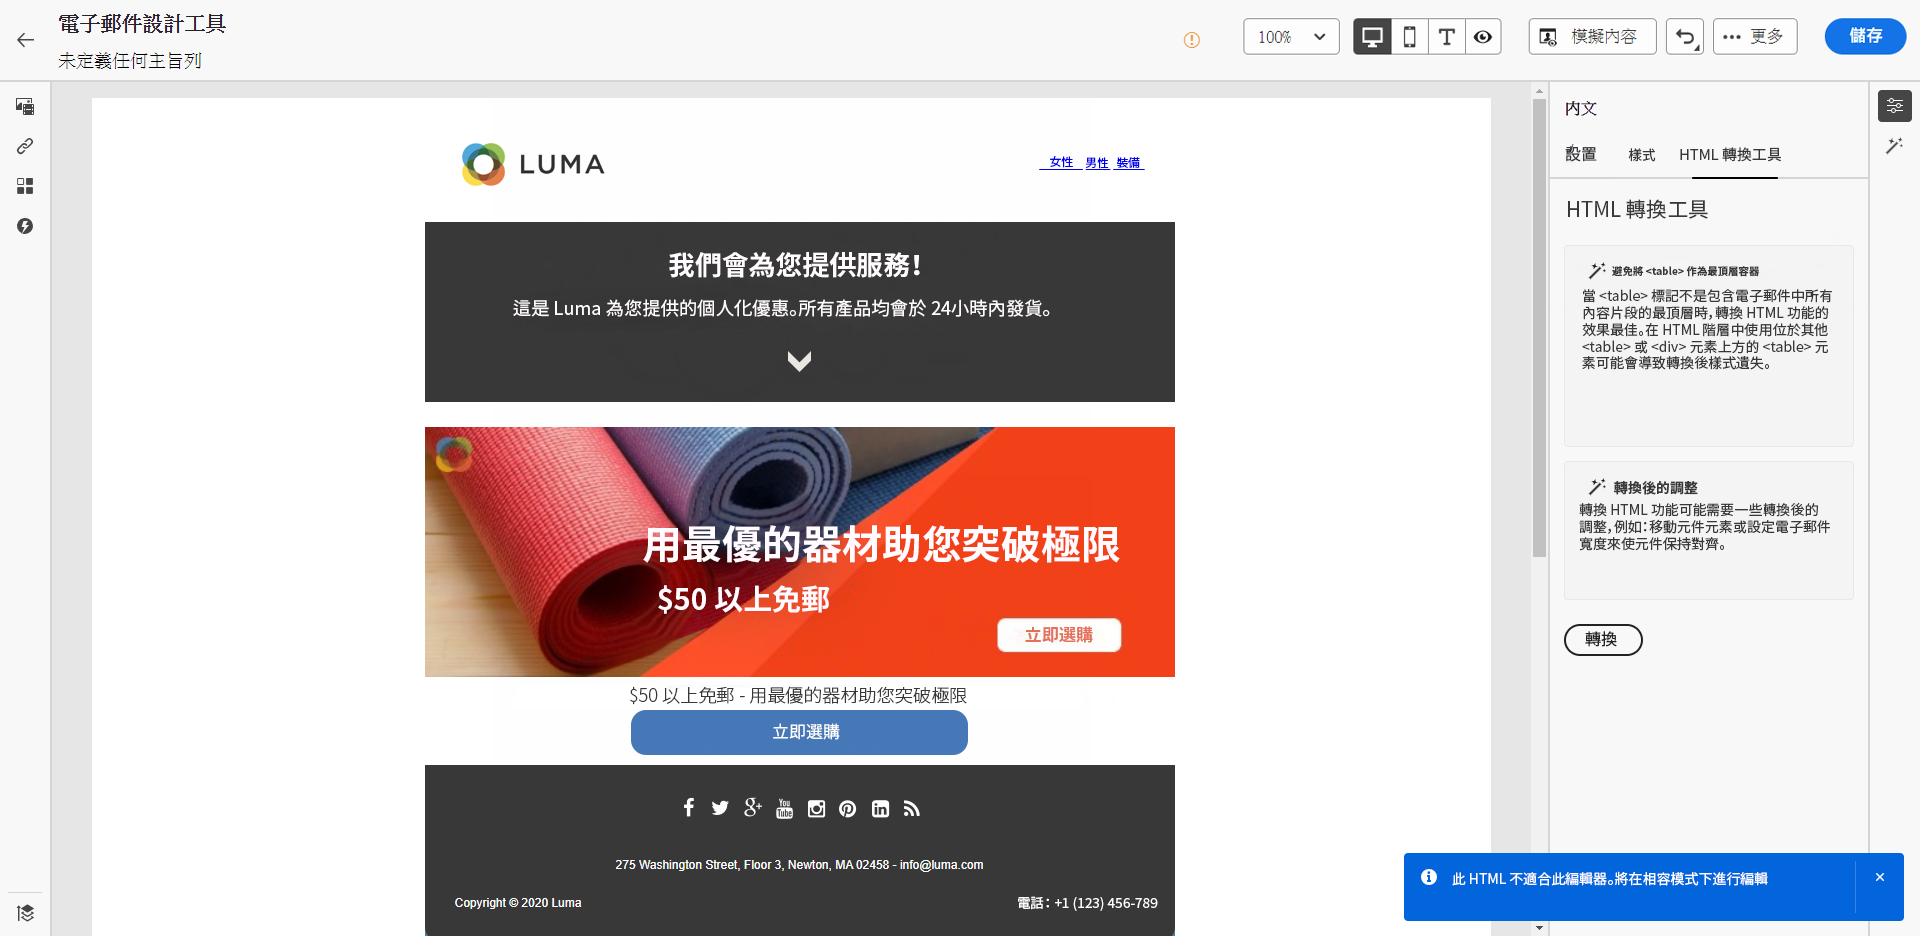 電子郵件設計工具
未定義任何主旨列
100%
模擬內容
更多
儲存
LUMA
女性 男性 裝備
我們會為您提供服務！
這是 Luma 為您提供的個人化優惠。所有產品均會於 24小時內發貨。
用最優的器材助您突破極限
$50 以上免郵
立即選購
$50 以上免郵 - 用最優的器材助您突破極限
立即選購
You
Tube
275 Washington Street, Floor 3, Newton, MA 02458 - info@luma.com
Copyright © 2020 Luma
電話：+1 (123) 456-789
內文
設置 樣式 HTML 轉換工具
HTML 轉換工具
避免將 <table> 作為最頂層容器
當 <table> 標記不是包含電子郵件中所有
內容片段的最頂層時，轉換 HTML 功能的
效果最佳。在 HTML 階層中使用位於其他
<table> 或 <div> 元素上方的 <table> 元
素可能會導致轉換後樣式遺失。
轉換後的調整
轉換 HTML 功能可能需要一些轉換後的
調整，例如：移動元件元素或設定電子郵件
寬度來使元件保持對齊。
轉換
此 HTML 不適合此編輯器。將在相容模式下進行編輯